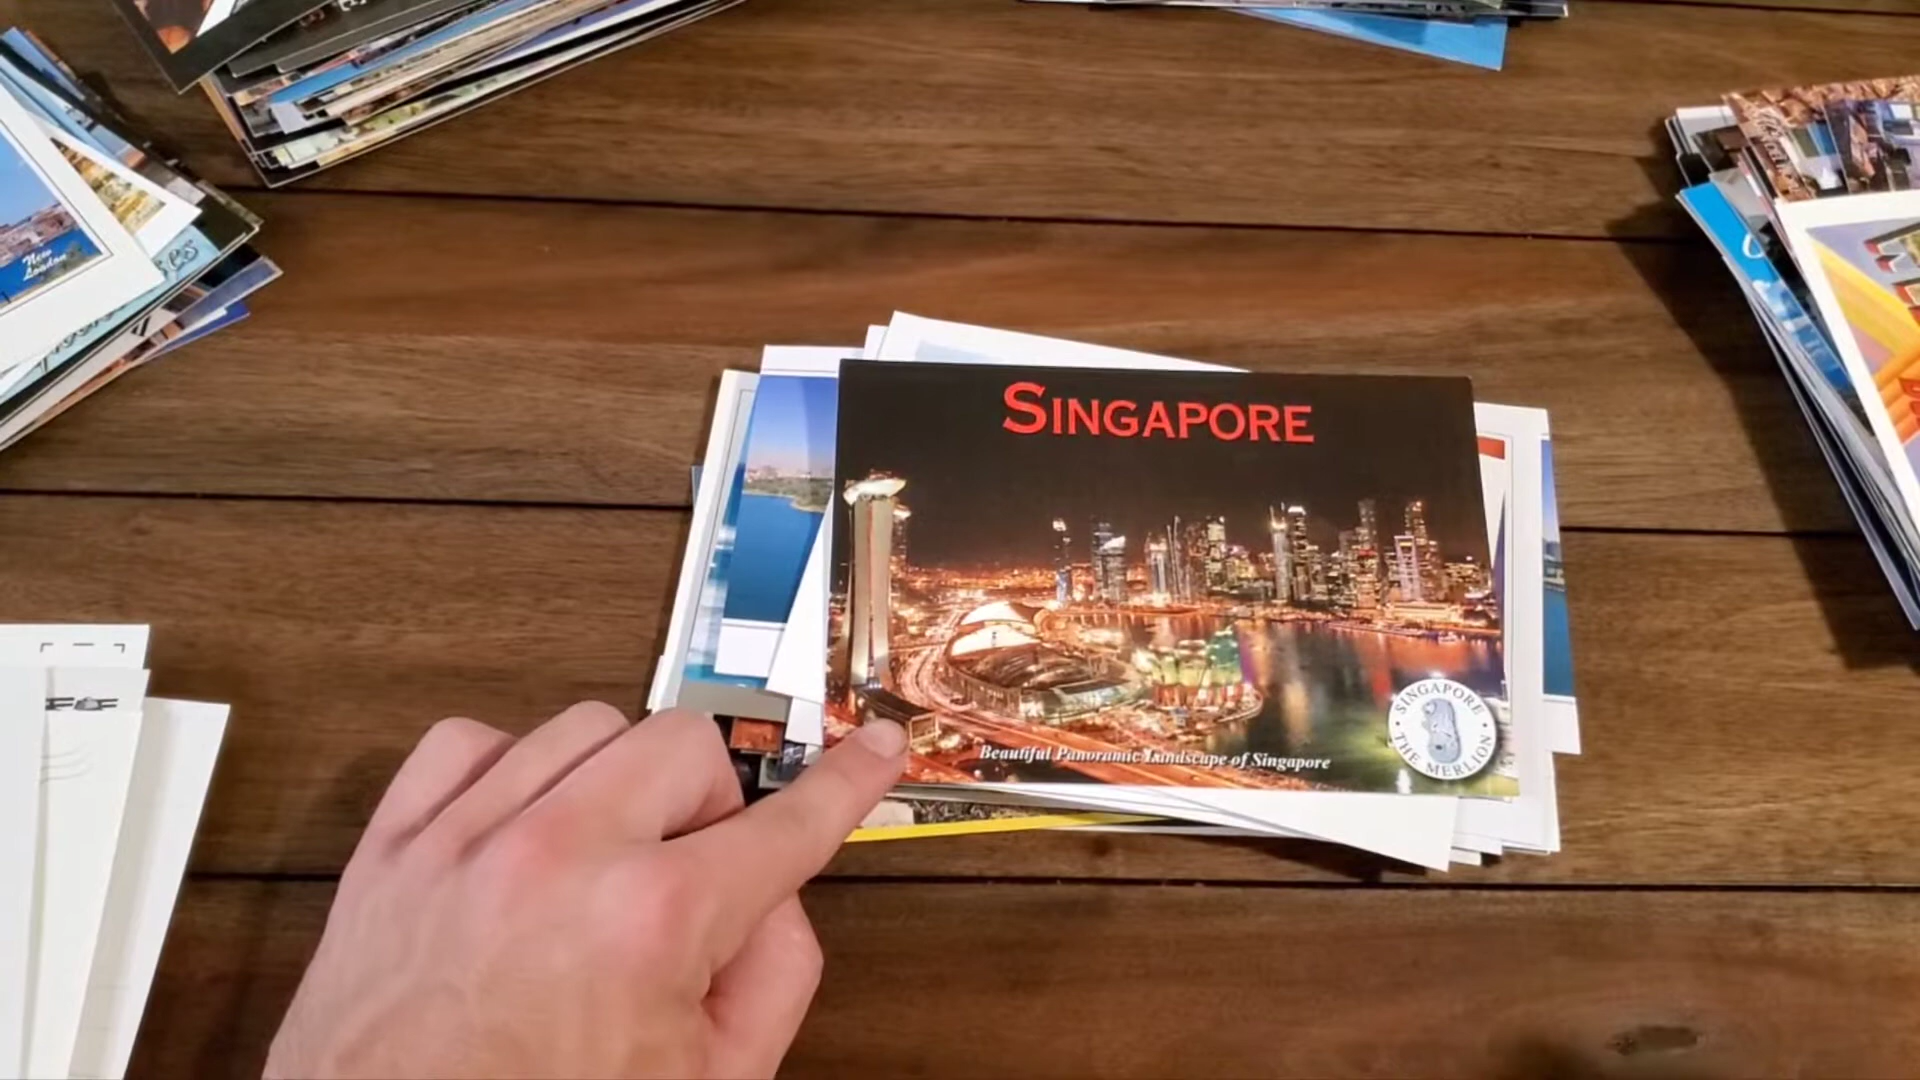 New
London
SINGAPORE
Beautiful Panoramic Landscape of Singapore
SINGAPORE
THE MERLION